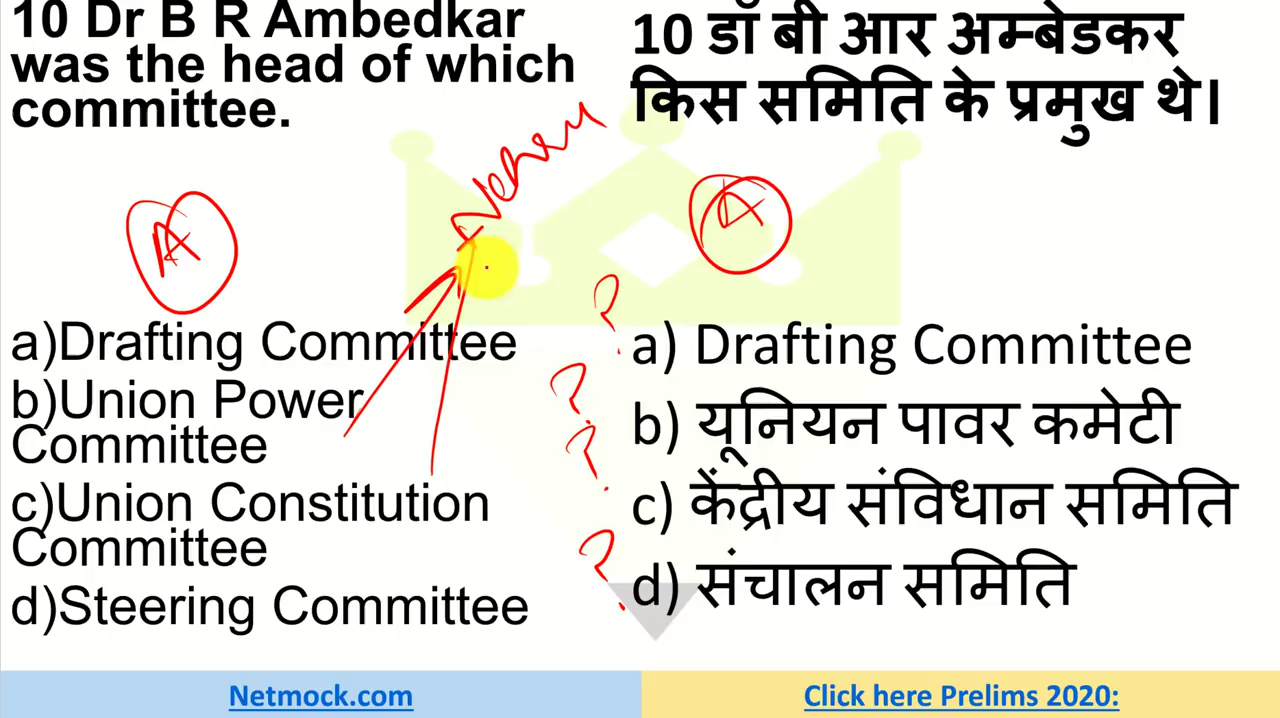 10 Dr B R Ambedkar
was the head of which
committee.
A
Nehru
a)Drafting Committee
b)Union Power
Committee
c)Union Constitution
Committee
d)Steering Committee
10 डॉ बी आर अम्बेडकर
किस समिति के प्रमुख थे।
A
? a) Drafting Committee
? b) यूनियन पावर कमेटी
? c) केंद्रीय संविधान समिति
? d) संचालन समिति
Netmock.com
Click here Prelims 2020: